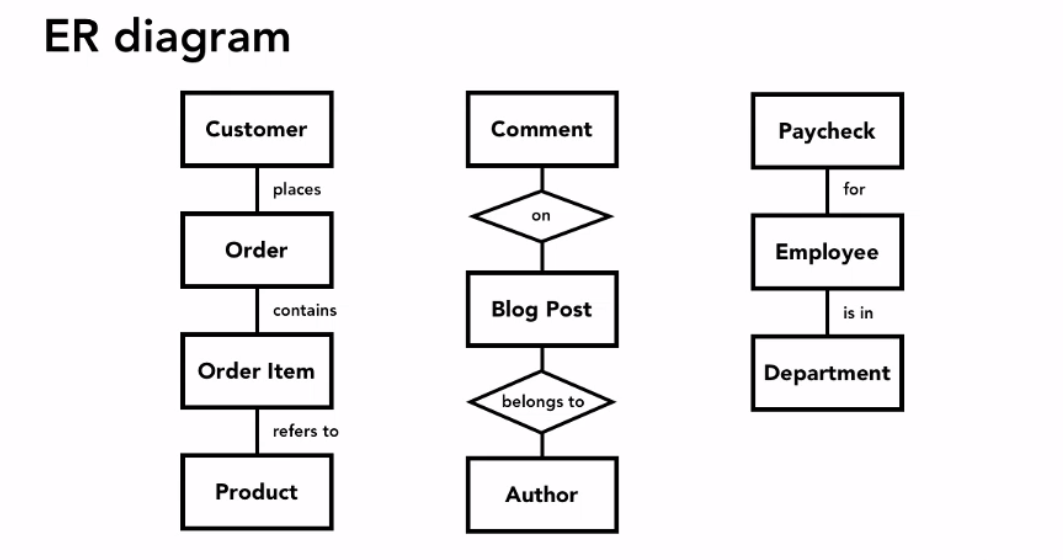 ER diagram
Customer
places
Order
contains
Order Item
refers to
Product
Comment
on
Blog Post
belongs to
Author
Paycheck
for
Employee
is in
Department